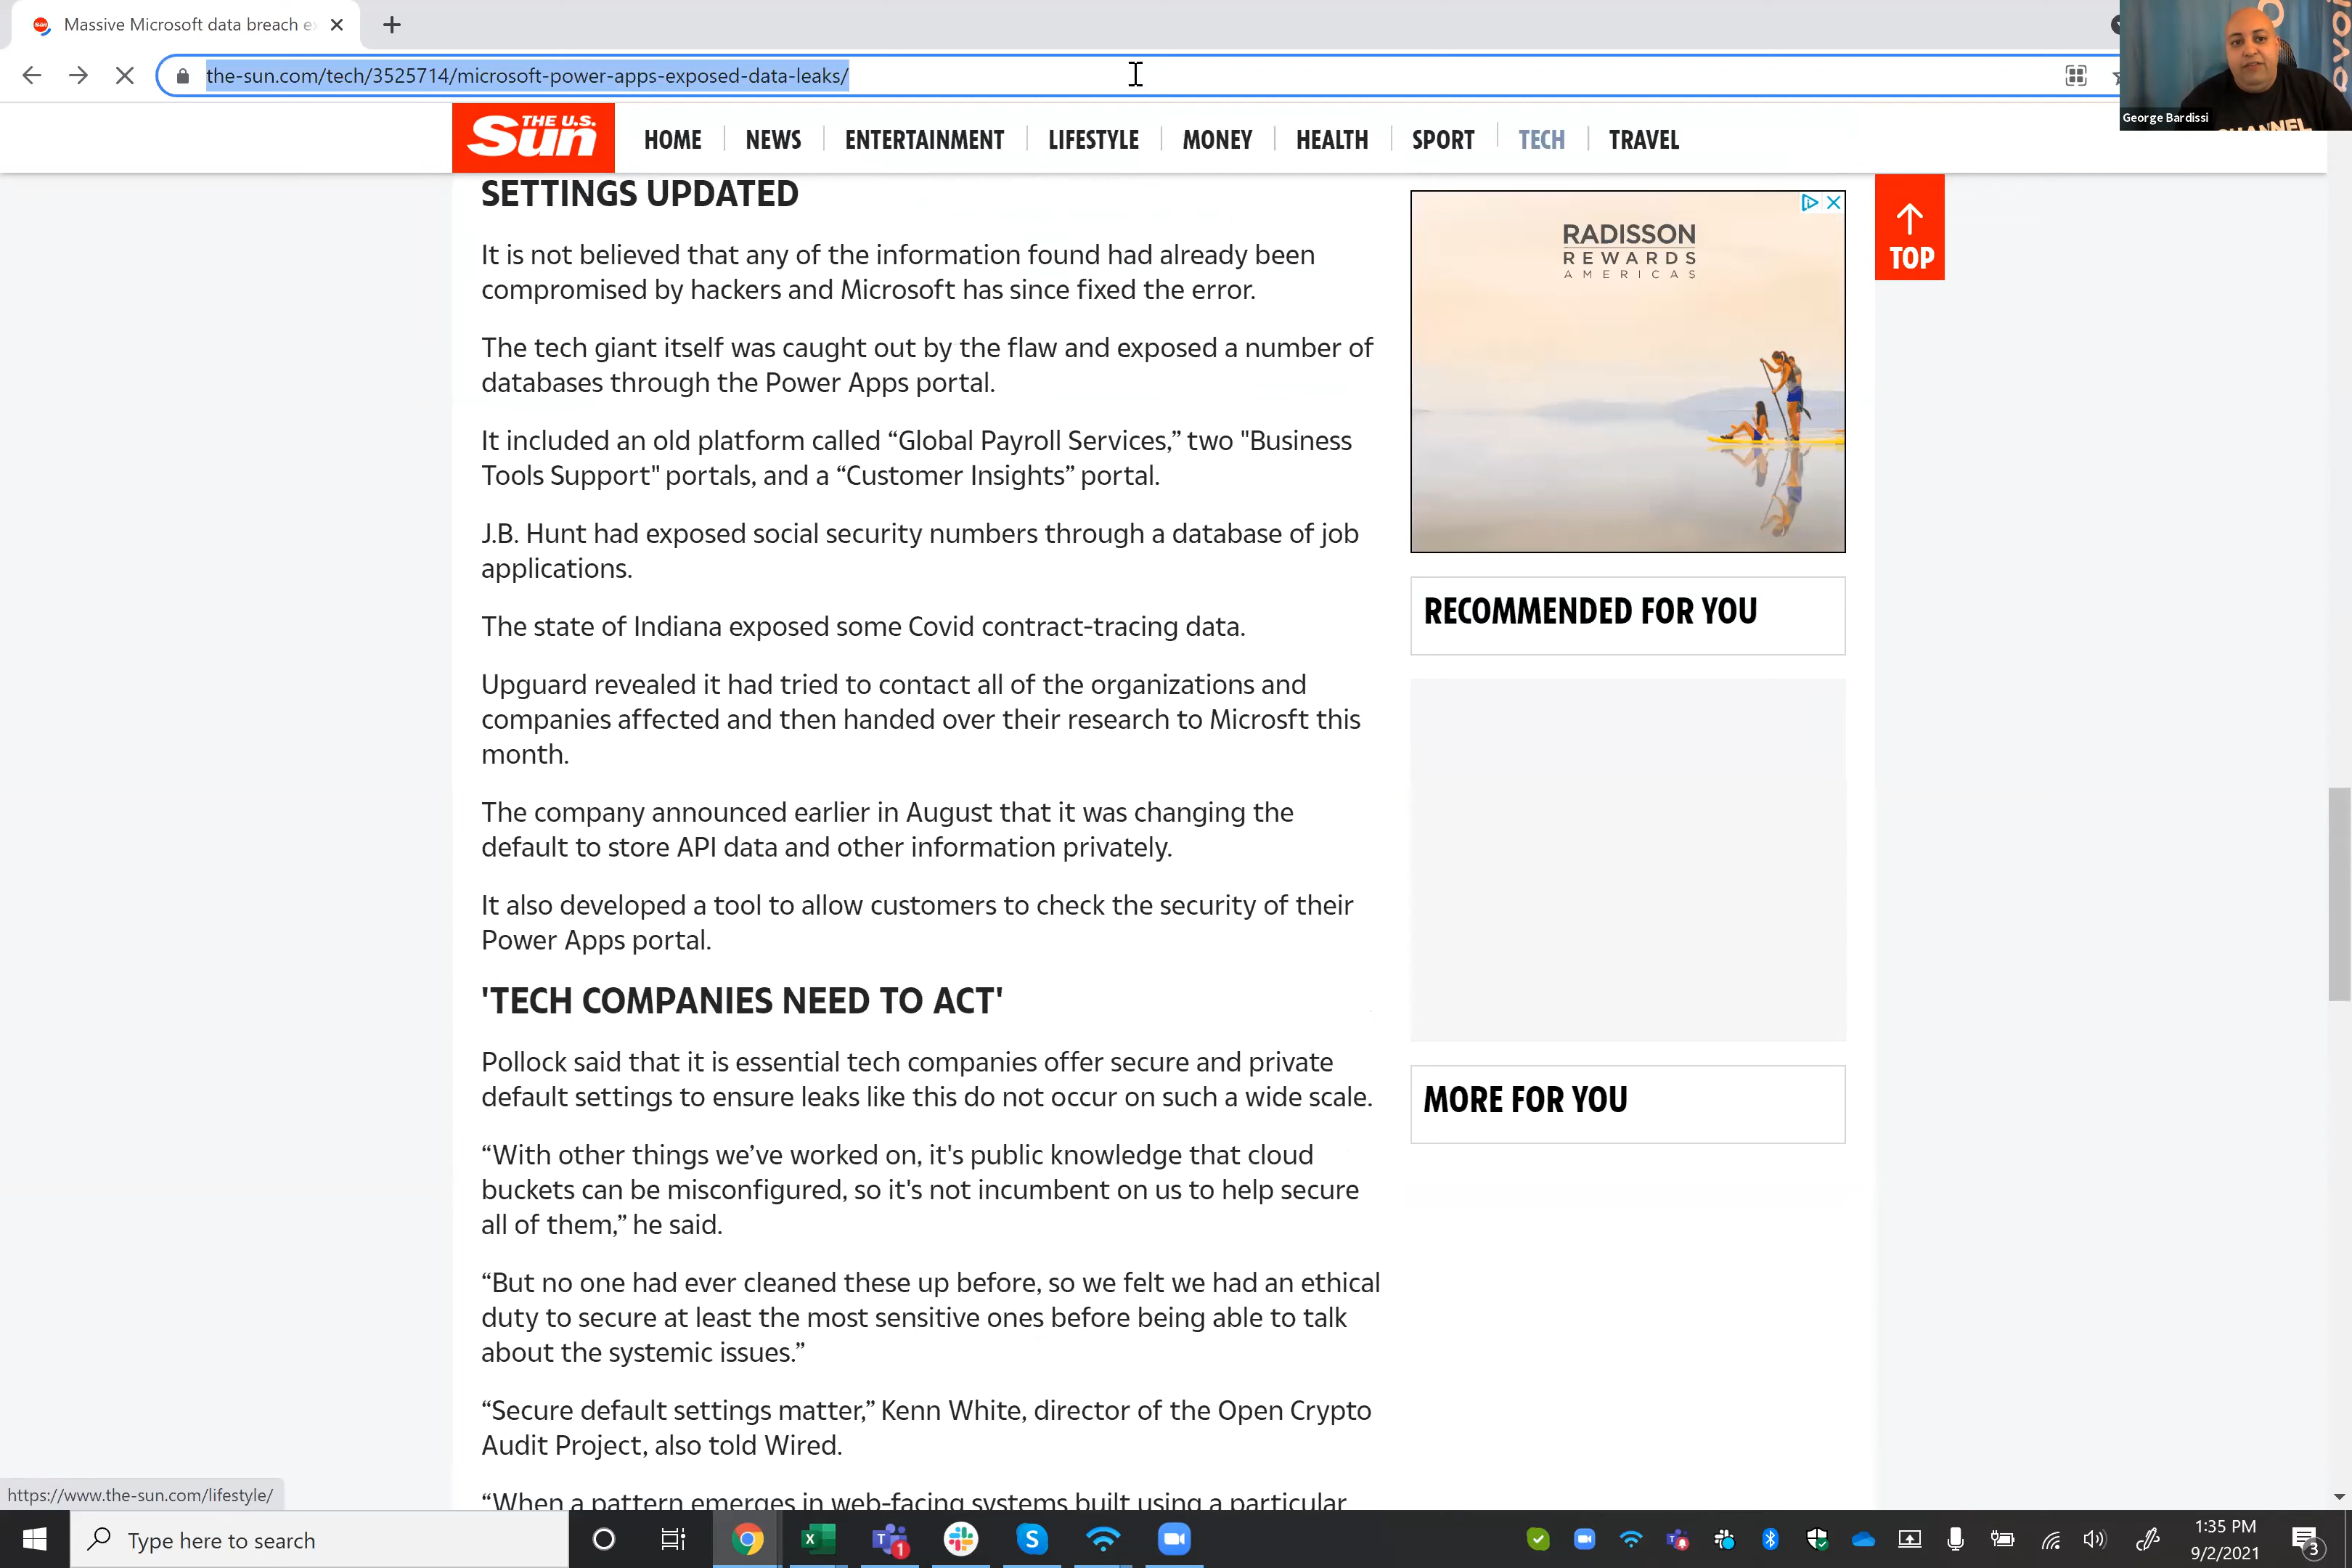 Massive Microsoft data breach ex
the-sun.com/tech/3525714/microsoft-power-apps-exposed-data-leaks/
George Bardissi
CHANNEL
THE U.S.
Sun
HOME NEWS ENTERTAINMENT LIFESTYLE MONEY HEALTH SPORT TECH TRAVEL
SETTINGS UPDATED
It is not believed that any of the information found had already been
compromised by hackers and Microsoft has since fixed the error.
The tech giant itself was caught out by the flaw and exposed a number of
databases through the Power Apps portal.
It included an old platform called “Global Payroll Services,” two "Business
Tools Support" portals, and a “Customer Insights” portal.
J.B. Hunt had exposed social security numbers through a database of job
applications.
The state of Indiana exposed some Covid contract-tracing data.
Upguard revealed it had tried to contact all of the organizations and
companies affected and then handed over their research to Microsft this
month.
The company announced earlier in August that it was changing the
default to store API data and other information privately.
It also developed a tool to allow customers to check the security of their
Power Apps portal.
'TECH COMPANIES NEED TO ACT'
Pollock said that it is essential tech companies offer secure and private
default settings to ensure leaks like this do not occur on such a wide scale.
“With other things we’ve worked on, it's public knowledge that cloud
buckets can be misconfigured, so it's not incumbent on us to help secure
all of them,” he said.
“But no one had ever cleaned these up before, so we felt we had an ethical
duty to secure at least the most sensitive ones before being able to talk
about the systemic issues.”
“Secure default settings matter,” Kenn White, director of the Open Crypto
Audit Project, also told Wired.
“When a pattern emerges in web-facing systems built using a particular
RADISSON
REWARDS
AMERICAS
TOP
RECOMMENDED FOR YOU
MORE FOR YOU
https://www.the-sun.com/lifestyle/
Type here to search
1
1:35 PM
9/2/2021
3